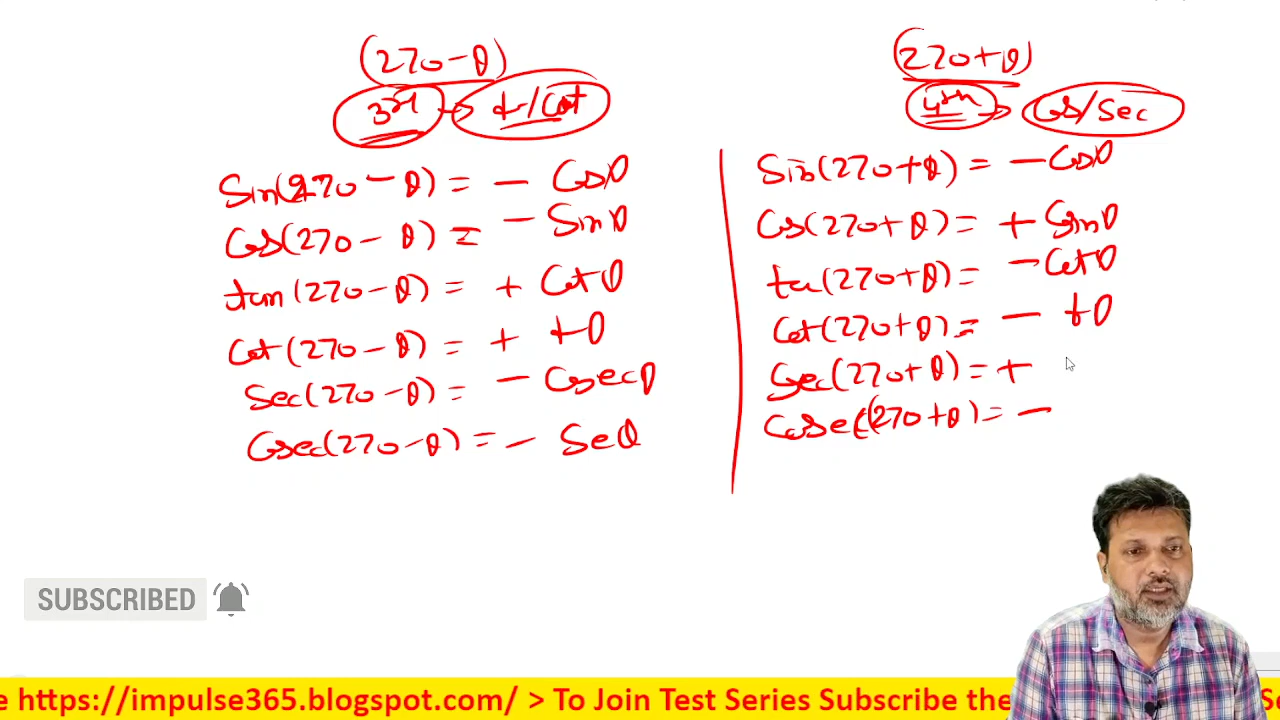 (270-θ)
3rd → t/Cot
Sin(270-θ) = - Cosθ
Cos(270-θ) = - Sinθ
tan(270-θ) = + Cotθ
Cot(270-θ) = + tθ
Sec(270-θ) = - Cosecθ
Cosec(270-θ) = - Secθ
(270+θ)
4th → Cos/Sec
Sin(270+θ) = - Cosθ
Cos(270+θ) = + Sinθ
tan(270+θ) = - Cotθ
Cot(270+θ) = - tθ
Sec(270+θ) = +
Cosec(270+θ) = -
SUBSCRIBED
e https://impulse365.blogspot.com/ > To Join Test Series Subscribe the